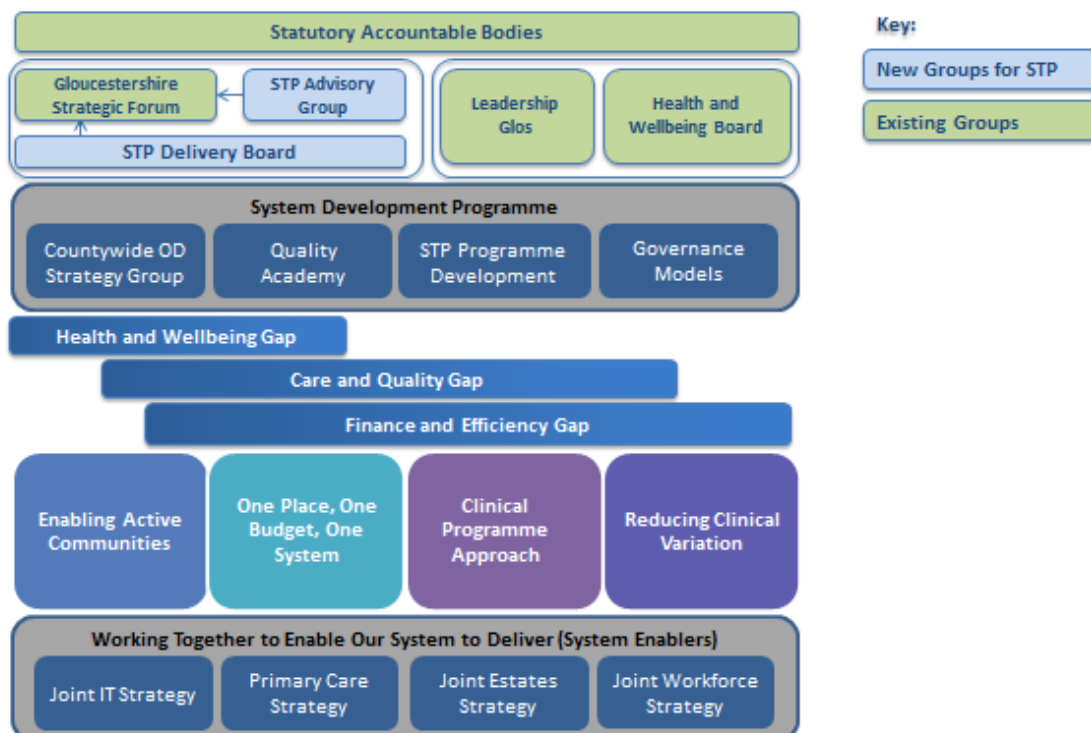 Statutory Accountable Bodies
Gloucestershire
Strategic Forum
STP Advisory
Group
STP Delivery Board
Leadership
Glos
Health and
Wellbeing Board
Key:
New Groups for STP
Existing Groups
System Development Programme
Countywide OD
Strategy Group
Quality
Academy
STP Programme
Development
Governance
Models
Health and Wellbeing Gap
Care and Quality Gap
Finance and Efficiency Gap
Enabling Active
Communities
One Place, One
Budget, One
System
Clinical
Programme
Approach
Reducing Clinical
Variation
Working Together to Enable Our System to Deliver (System Enablers)
Joint IT Strategy
Primary Care
Strategy
Joint Estates
Strategy
Joint Workforce
Strategy